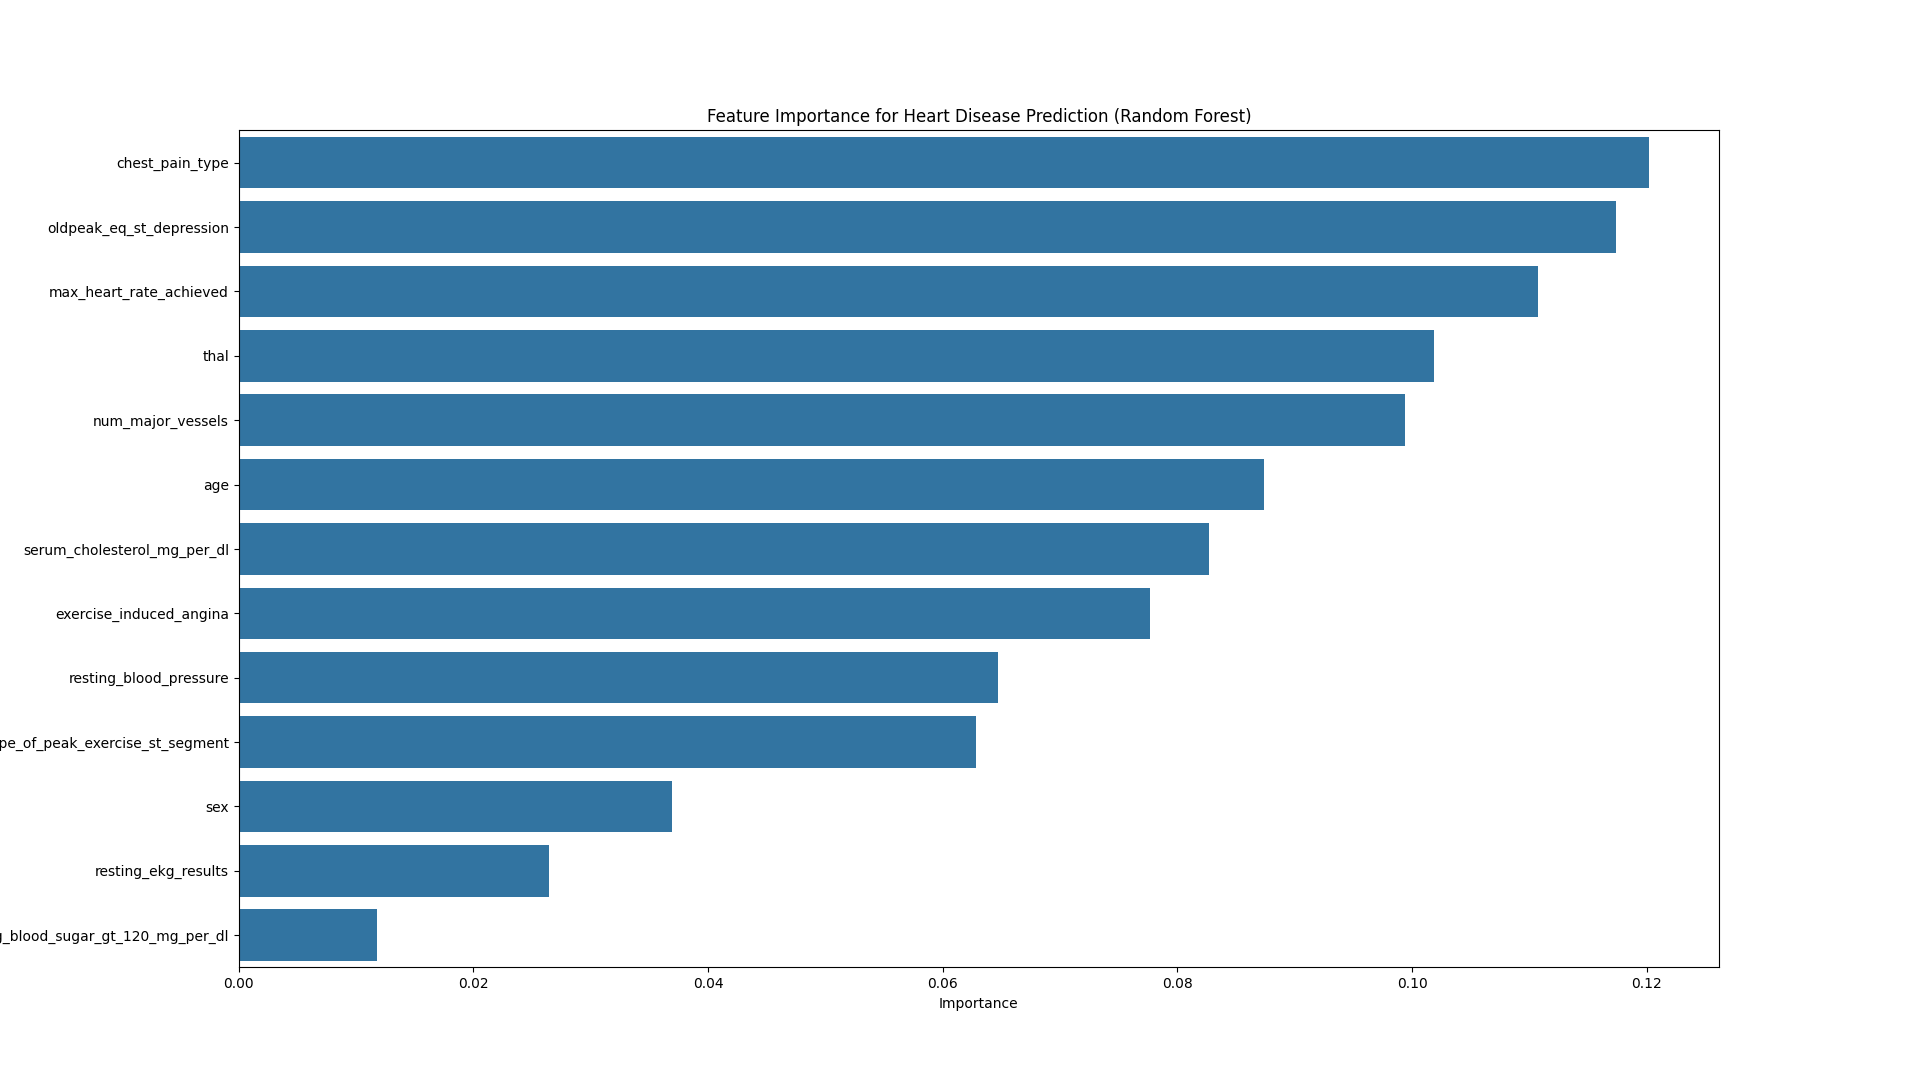 Feature Importance for Heart Disease Prediction (Random Forest)
chest_pain_type
oldpeak_eq_st_depression
max_heart_rate_achieved
thal
num_major_vessels
age
serum_cholesterol_mg_per_dl
exercise_induced_angina
resting_blood_pressure
pe_of_peak_exercise_st_segment
sex
resting_ekg_results
g_blood_sugar_gt_120_mg_per_dl
0.00 0.02 0.04 0.06 0.08 0.10 0.12
Importance